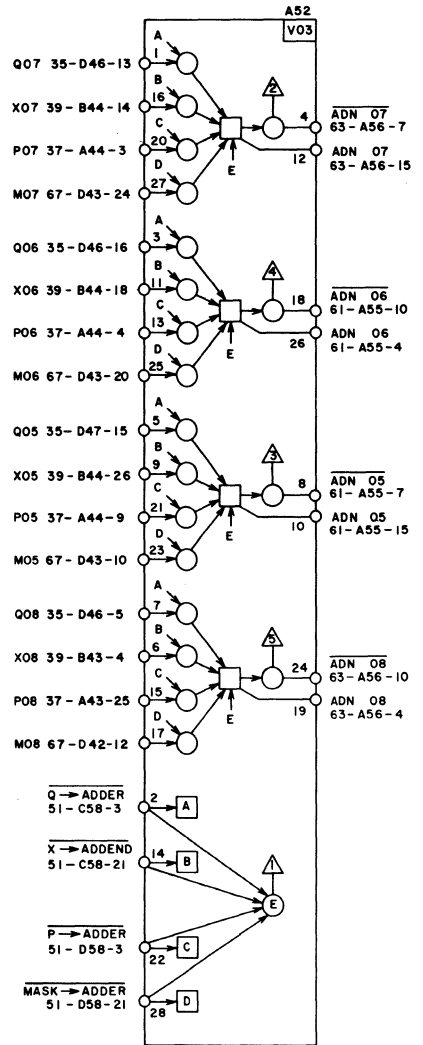 A52
V03
A
Q07 35-D46-13
1
B
X07 39-B44-14
16
C
P07 37-A44-3
20
D
M07 67-D43-24
27
E
2
4
ADN 07
63-A56-7
12
ADN 07
63-A56-15
A
Q06 35-D46-16
3
B
X06 39-B44-18
11
C
P06 37-A44-4
13
D
M06 67-D43-20
25
E
4
18
ADN 06
61-A55-10
26
ADN 06
61-A55-4
A
Q05 35-D47-15
5
B
X05 39-B44-26
9
C
P05 37-A44-9
21
D
M05 67-D43-10
23
E
3
8
ADN 05
61-A55-7
10
ADN 05
61-A55-15
A
Q08 35-D46-5
7
B
X08 39-B43-4
6
C
P08 37-A43-25
15
D
M08 67-D42-12
17
E
5
24
ADN 08
63-A56-10
19
ADN 08
63-A56-4
Q→ADDER
51-C58-3
2
A
X→ADDEND
51-C58-21
14
B
1
E
P→ADDER
51-D58-3
22
C
MASK→ADDER
51-D58-21
28
D